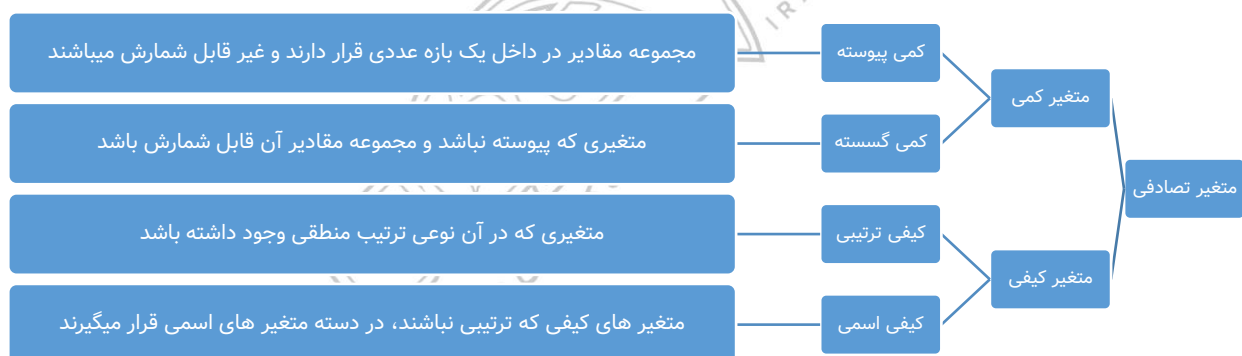 متغیر تصادفی
متغیر کمی
کمی پیوسته
مجموعه مقادیر در داخل یک بازه عددی قرار دارند و غیر قابل شمارش میباشند
کمی گسسته
متغیری که پیوسته نباشد و مجموعه مقادیر آن قابل شمارش باشد
متغیر کیفی
کیفی ترتیبی
متغیری که در آن نوعی ترتیب منطقی وجود داشته باشد
کیفی اسمی
متغیر های کیفی که ترتیبی نباشند، در دسته متغیر های اسمی قرار میگیرند